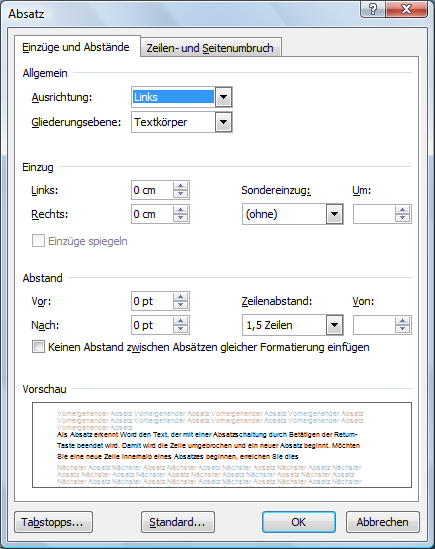 Absatz
Einzüge und Abstände Zeilen- und Seitenumbruch
Allgemein
Ausrichtung: Links
Gliederungsebene: Textkörper
Einzug
Links: 0 cm Sondereinzug: Um:
Rechts: 0 cm (ohne)
Einzüge spiegeln
Abstand
Vor: 0 pt Zeilenabstand: Von:
Nach: 0 pt 1,5 Zeilen
Keinen Abstand zwischen Absätzen gleicher Formatierung einfügen
Vorschau
Vorhergehender Absatz Vorhergehender Absatz Vorhergehender Absatz Vorhergehender Absatz
Vorhergehender Absatz Vorhergehender Absatz Vorhergehender Absatz Vorhergehender Absatz
Vorhergehender Absatz
Als Absatz erkennt Word den Text, der mit einer Absatzschaltung durch Betätigen der Return-
Taste beendet wird. Damit wird die Zeile umgebrochen und ein neuer Absatz beginnt. Möchten
Sie eine neue Zeile innerhalb eines Absatzes beginnen, erreichen Sie dies
Nächster Absatz Nächster Absatz Nächster Absatz Nächster Absatz Nächster Absatz Nächster
Absatz Nächster Absatz Nächster Absatz Nächster Absatz Nächster Absatz Nächster Absatz
Nächster Absatz Nächster Absatz Nächster Absatz Nächster Absatz Nächster Absatz Nächster
Tabstopps... Standard... OK Abbrechen